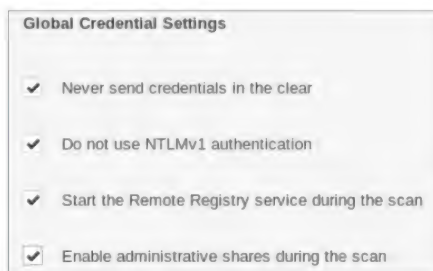 Global Credential Settings
Never send credentials in the clear
Do not use NTLMv1 authentication
Start the Remote Registry service during the scan
Enable administrative shares during the scan